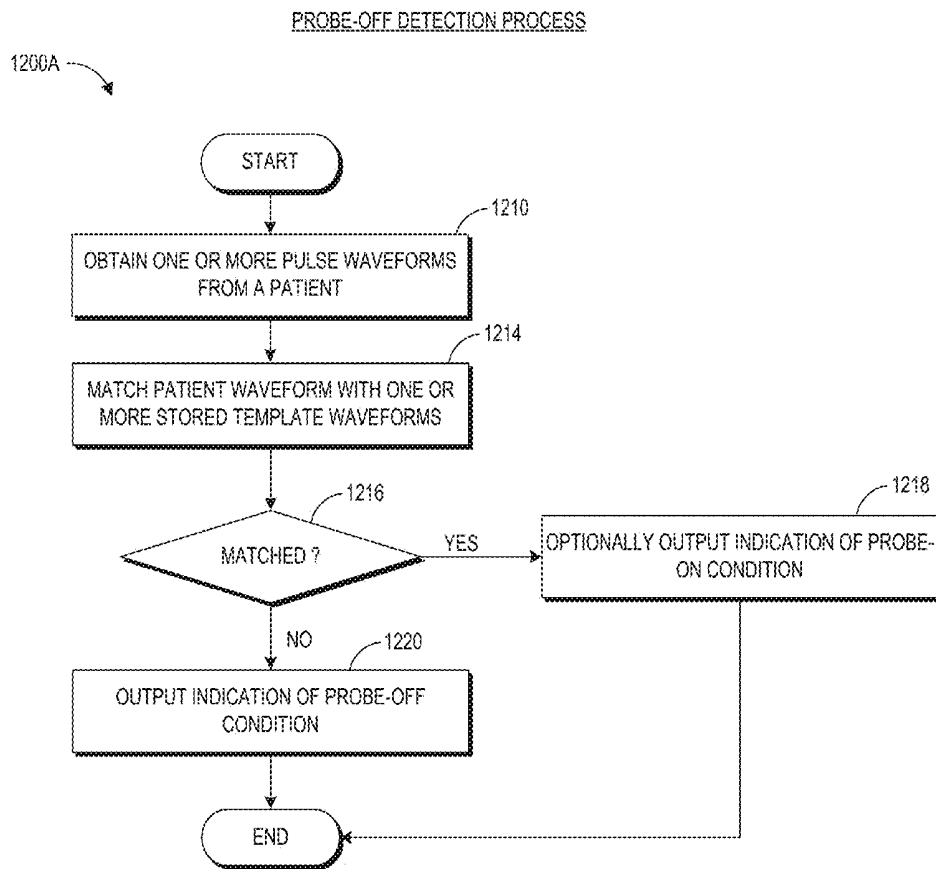 PROBE-OFF DETECTION PROCESS
1200A
START
1210
OBTAIN ONE OR MORE PULSE WAVEFORMS
FROM A PATIENT
1214
MATCH PATIENT WAVEFORM WITH ONE OR
MORE STORED TEMPLATE WAVEFORMS
1216
MATCHED ?
YES
1218
OPTIONALLY OUTPUT INDICATION OF PROBE-
ON CONDITION
NO
1220
OUTPUT INDICATION OF PROBE-OFF
CONDITION
END